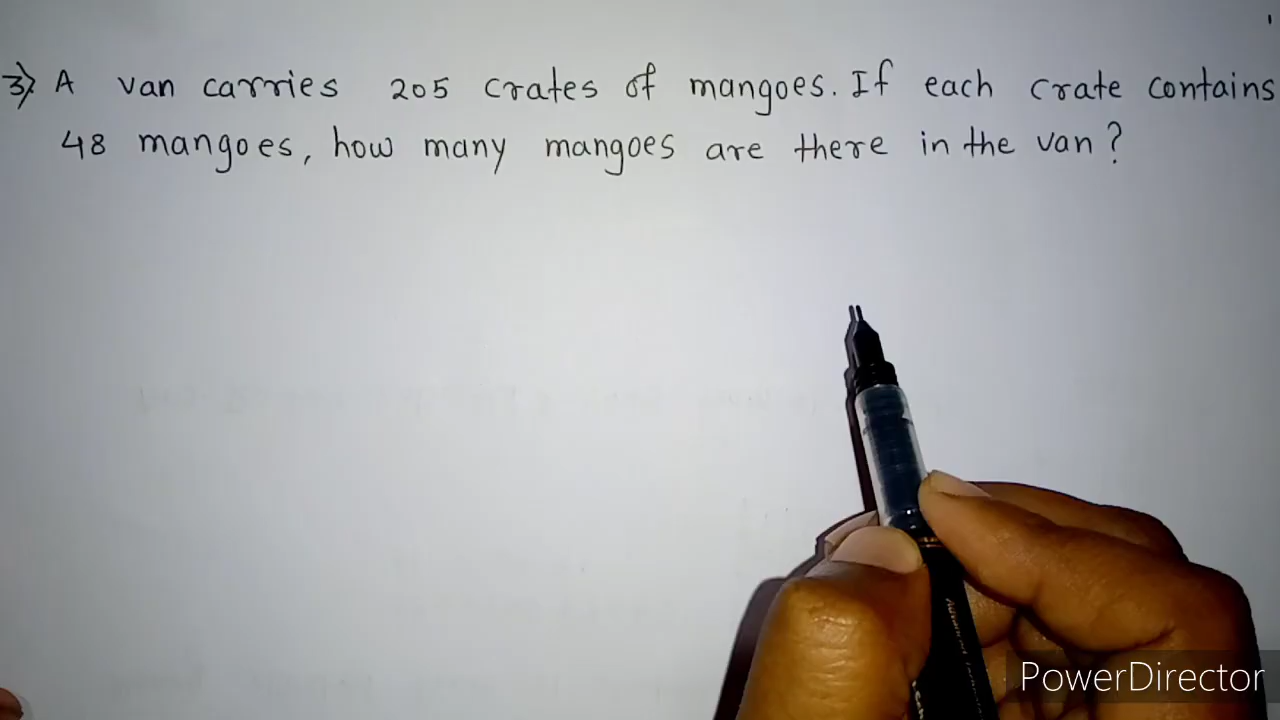 3) A van carries 205 crates of mangoes. If each crate contains
48 mangoes, how many mangoes are there in the van?
PowerDirector